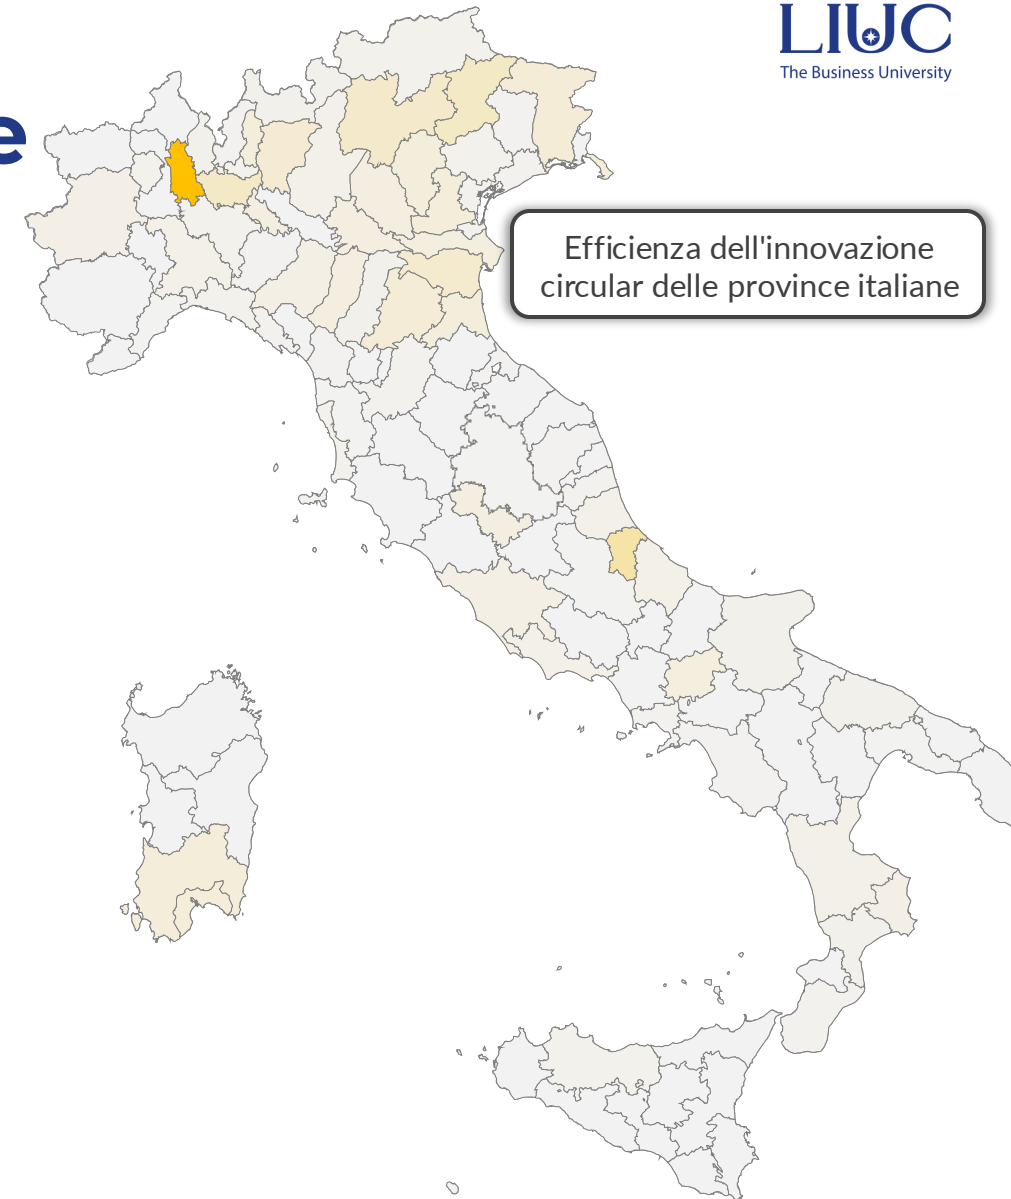 LIUC
The Business University
e
Efficienza dell'innovazione
circular delle province italiane